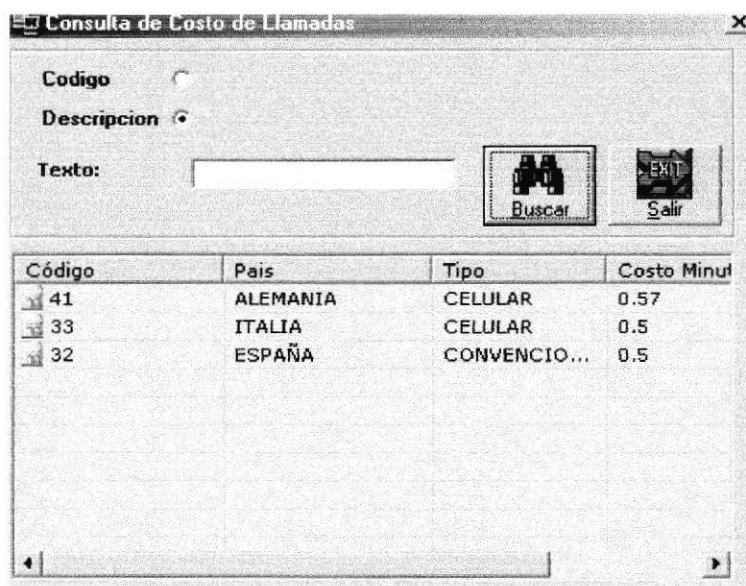 Consulta de Costo de Llamadas
Codigo
Descripcion
Texto:
Buscar
EXIT
Salir
Código Pais Tipo Costo Minut
41 ALEMANIA CELULAR 0.57
33 ITALIA CELULAR 0.5
32 ESPAÑA CONVENCIO... 0.5